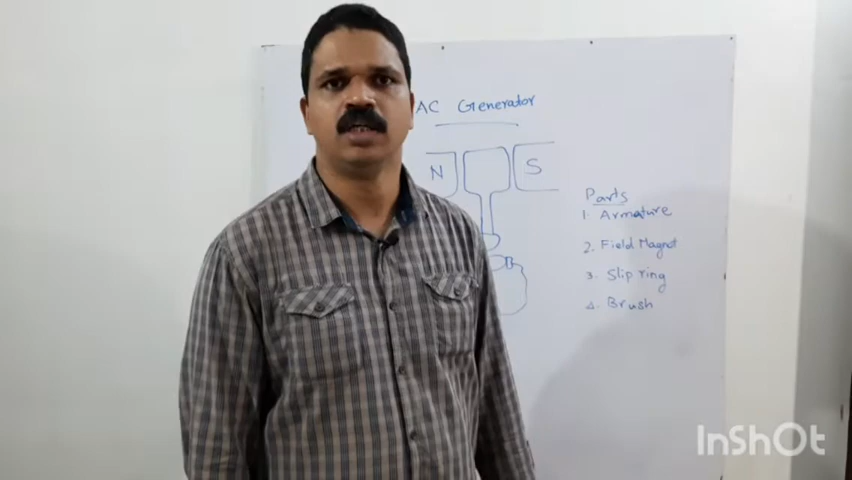 AC Generator
N S
Parts
1. Armature
2. Field Magnet
3. Slip ring
4. Brush
InShOt